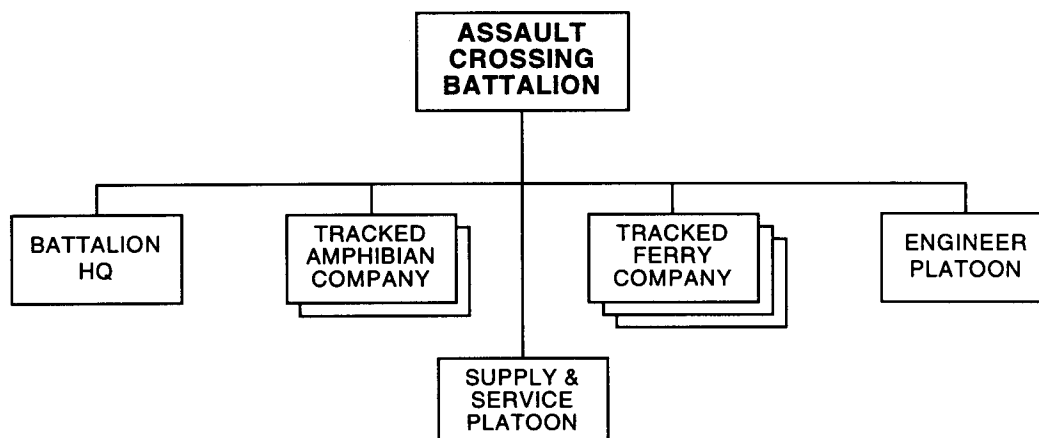 ASSAULT
CROSSING
BATTALION
BATTALION
HQ
TRACKED
AMPHIBIAN
COMPANY
TRACKED
FERRY
COMPANY
ENGINEER
PLATOON
SUPPLY &
SERVICE
PLATOON